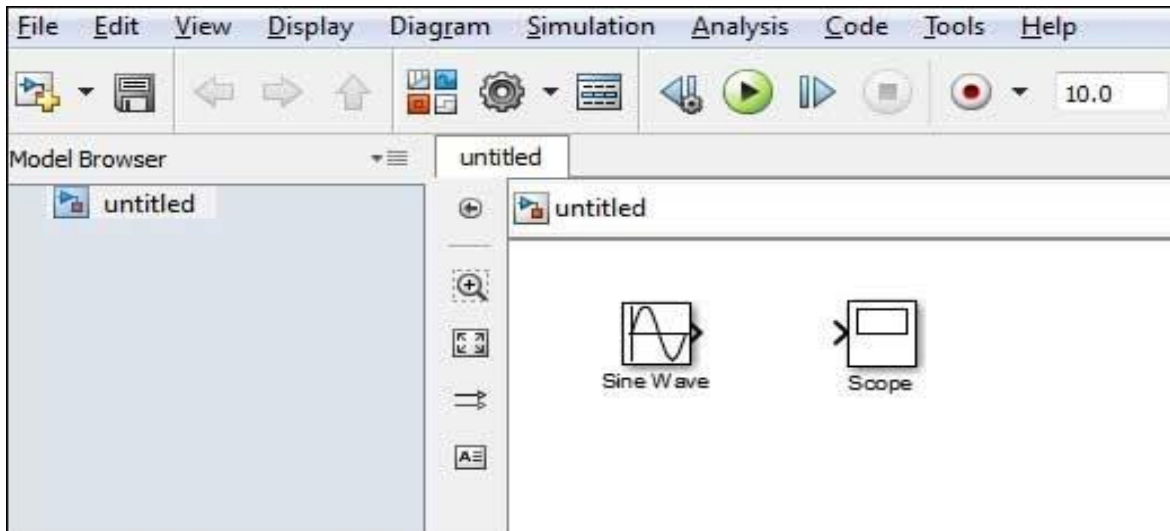 File Edit View Display Diagram Simulation Analysis Code Tools Help
10.0
Model Browser
untitled
untitled
untitled
Sine Wave
Scope